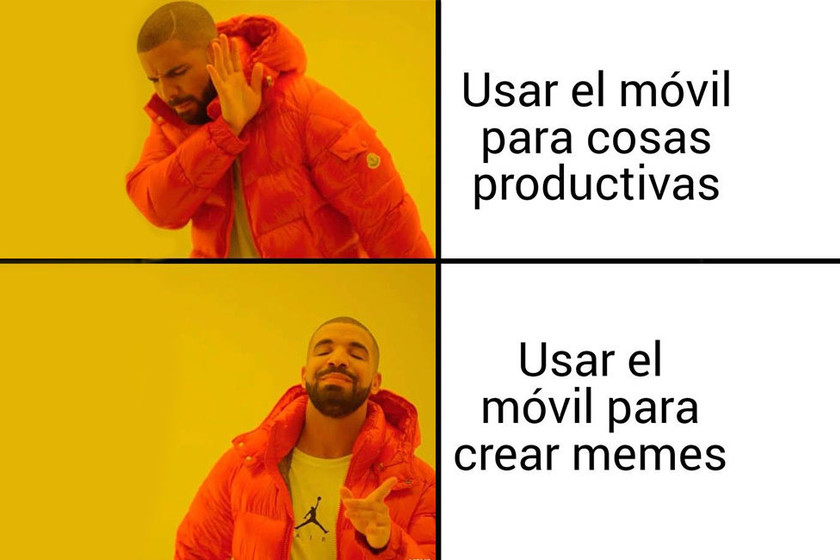 Usar el móvil
para cosas
productivas
Usar el
móvil para
crear memes